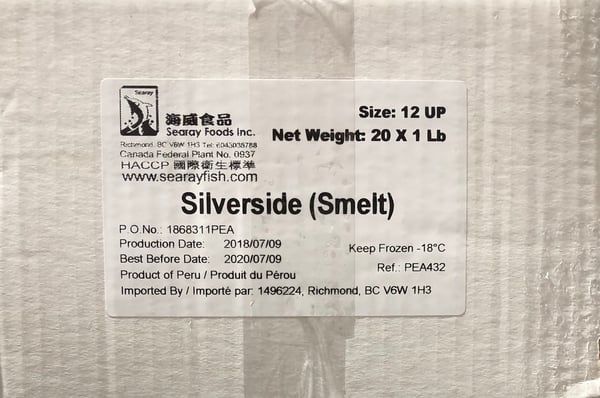 Searay
海威食品
Searay Foods Inc.
Richmond, BC V6W 1H3 Tel: 6043038788
Canada Federal Plant No. 0937
HACCP 國際衛生標準
www.searayfish.com
Size: 12 UP
Net Weight: 20 X 1 Lb
Silverside (Smelt)
P.O.No.: 1868311PEA
Production Date: 2018/07/09
Best Before Date: 2020/07/09
Product of Peru / Produit du Pérou
Keep Frozen -18°C
Ref.: PEA432
Imported By / Importé par: 1496224, Richmond, BC V6W 1H3